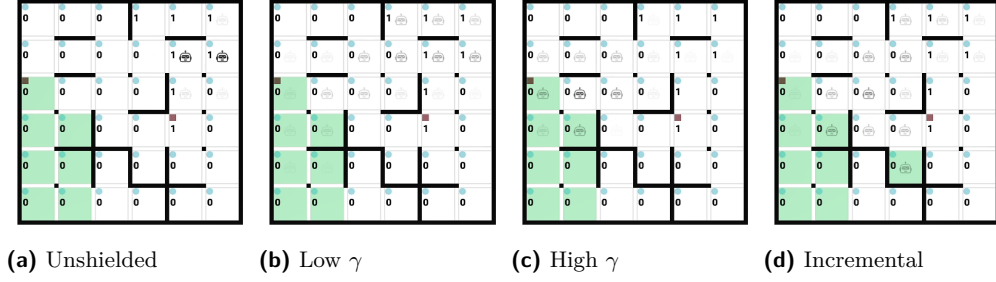 0 0 0 1 1 1 0 0 0 1 1 1 0 0 0 1 1 1 0 0 0 1 1 1
0 0 0 0 1 1 0 0 0 0 1 1 0 0 0 0 1 1 0 0 0 0 1 1
0 0 0 0 1 0 0 0 0 0 1 0 0 0 0 0 1 0 0 0 0 0 1 0
0 0 0 0 1 0 0 0 0 0 1 0 0 0 0 0 1 0 0 0 0 0 1 0
0 0 0 0 0 0 0 0 0 0 0 0 0 0 0 0 0 0 0 0 0 0 0 0
0 0 0 0 0 0 0 0 0 0 0 0 0 0 0 0 0 0 0 0 0 0 0 0
(a) Unshielded (b) Low γ (c) High γ (d) Incremental